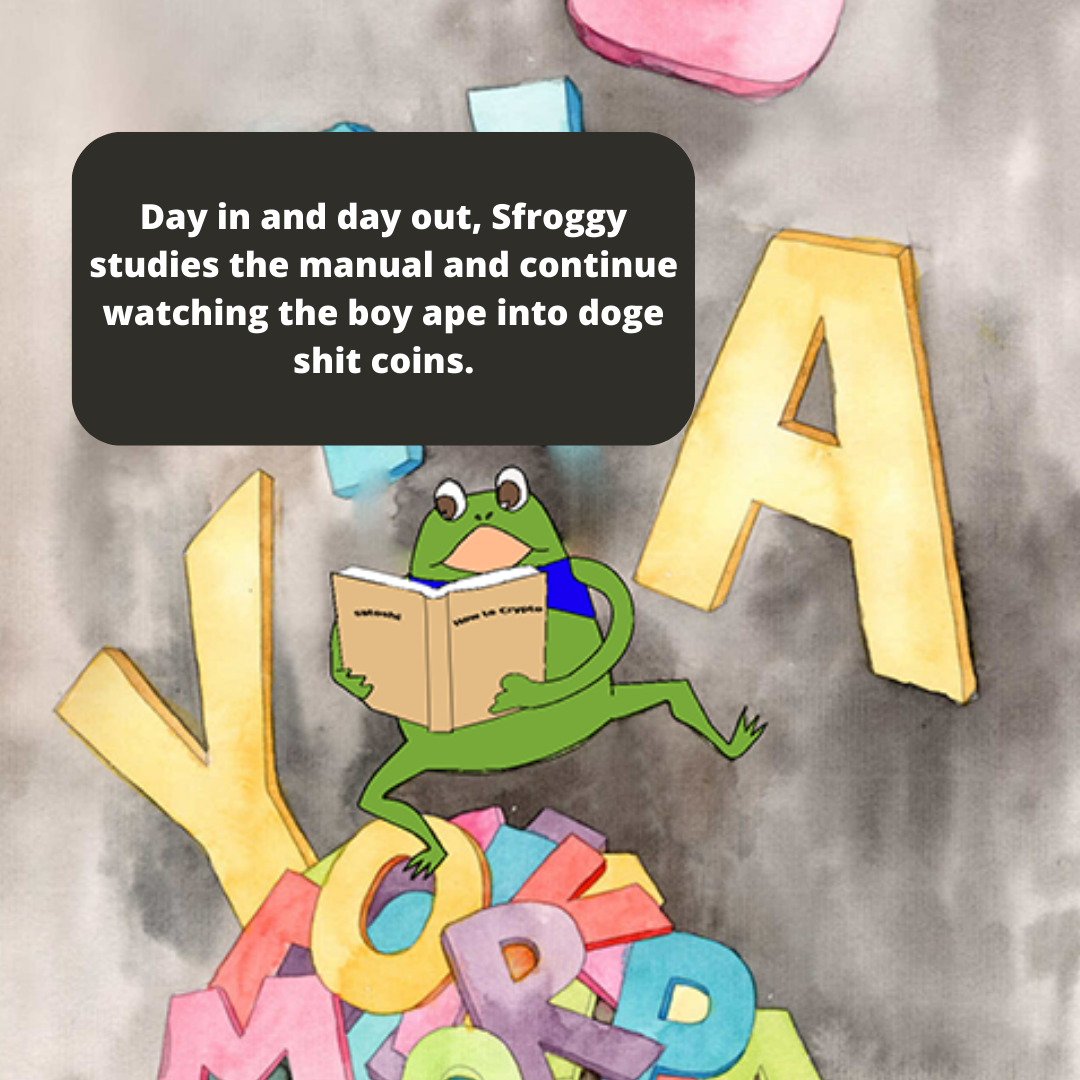 Day in and day out, Sfroggy
studies the manual and continue
watching the boy ape into doge
shit coins.
A
satoshi
How to Crypto
Y
O
K
R
P
M